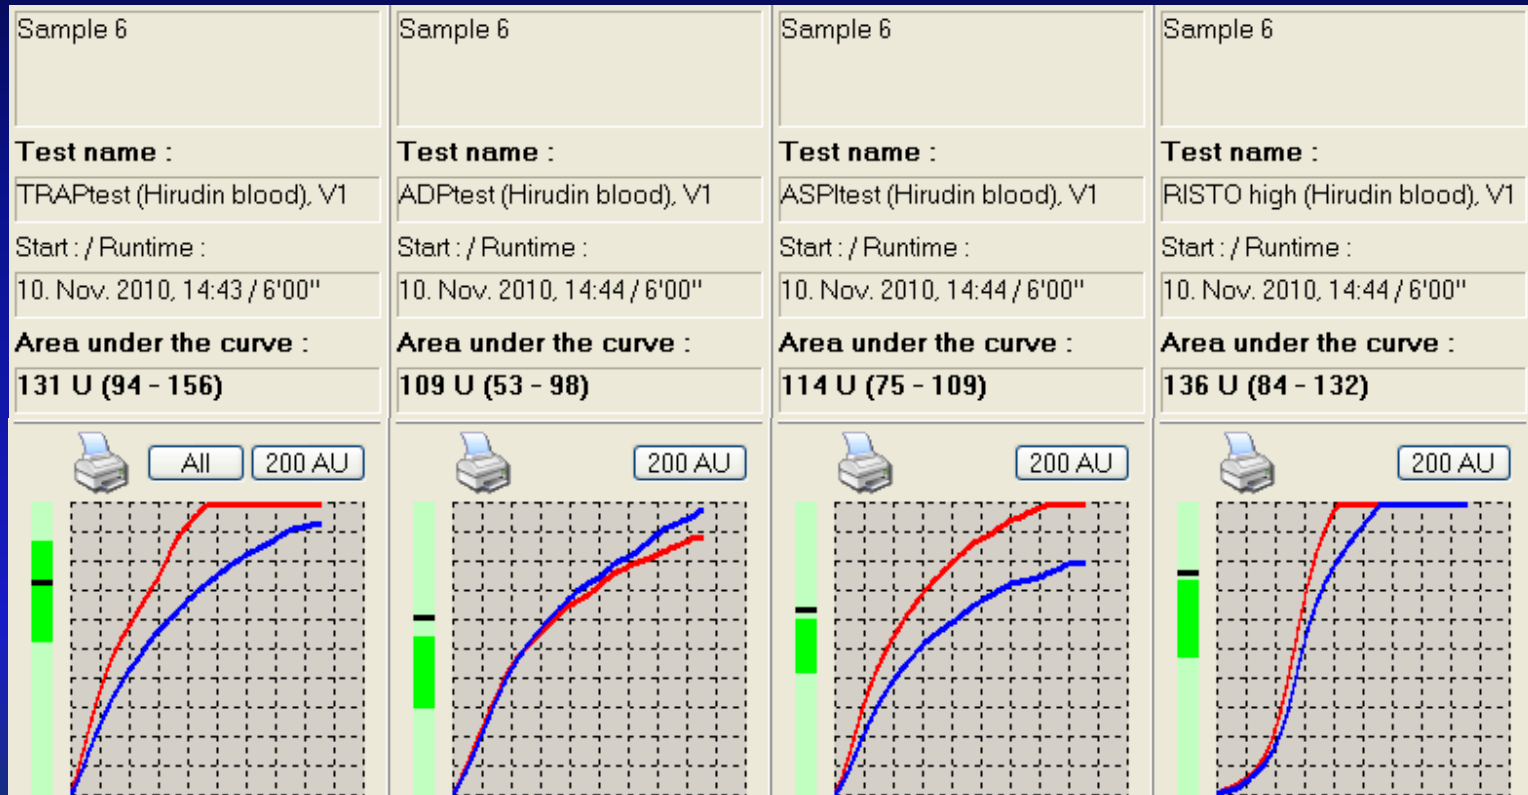 Sample 6
Test name :
TRAPtest (Hirudin blood), V1
Start : / Runtime :
10. Nov. 2010, 14:43 / 6'00"
Area under the curve :
131 U (94 - 156)
All
200 AU
Sample 6
Test name :
ADPtest (Hirudin blood), V1
Start : / Runtime :
10. Nov. 2010, 14:44 / 6'00"
Area under the curve :
109 U (53 - 98)
200 AU
Sample 6
Test name :
ASPItest (Hirudin blood), V1
Start : / Runtime :
10. Nov. 2010, 14:44 / 6'00"
Area under the curve :
114 U (75 - 109)
200 AU
Sample 6
Test name :
RISTO high (Hirudin blood), V1
Start : / Runtime :
10. Nov. 2010, 14:44 / 6'00"
Area under the curve :
136 U (84 - 132)
200 AU